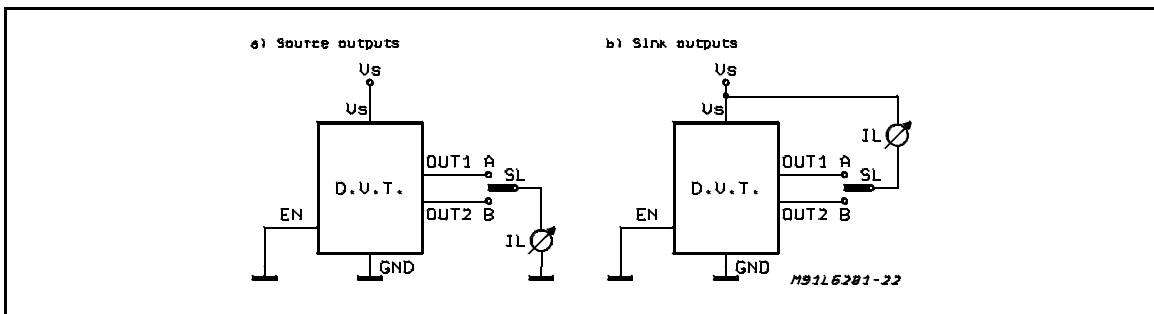 a) Source outputs
Vs
Vs
OUT1 A
SL
D.U.T.
OUT2 B
EN
IL
GND
b) Sink outputs
Vs
Vs
IL
OUT1 A
SL
D.U.T.
OUT2 B
EN
GND
M91L6201-22